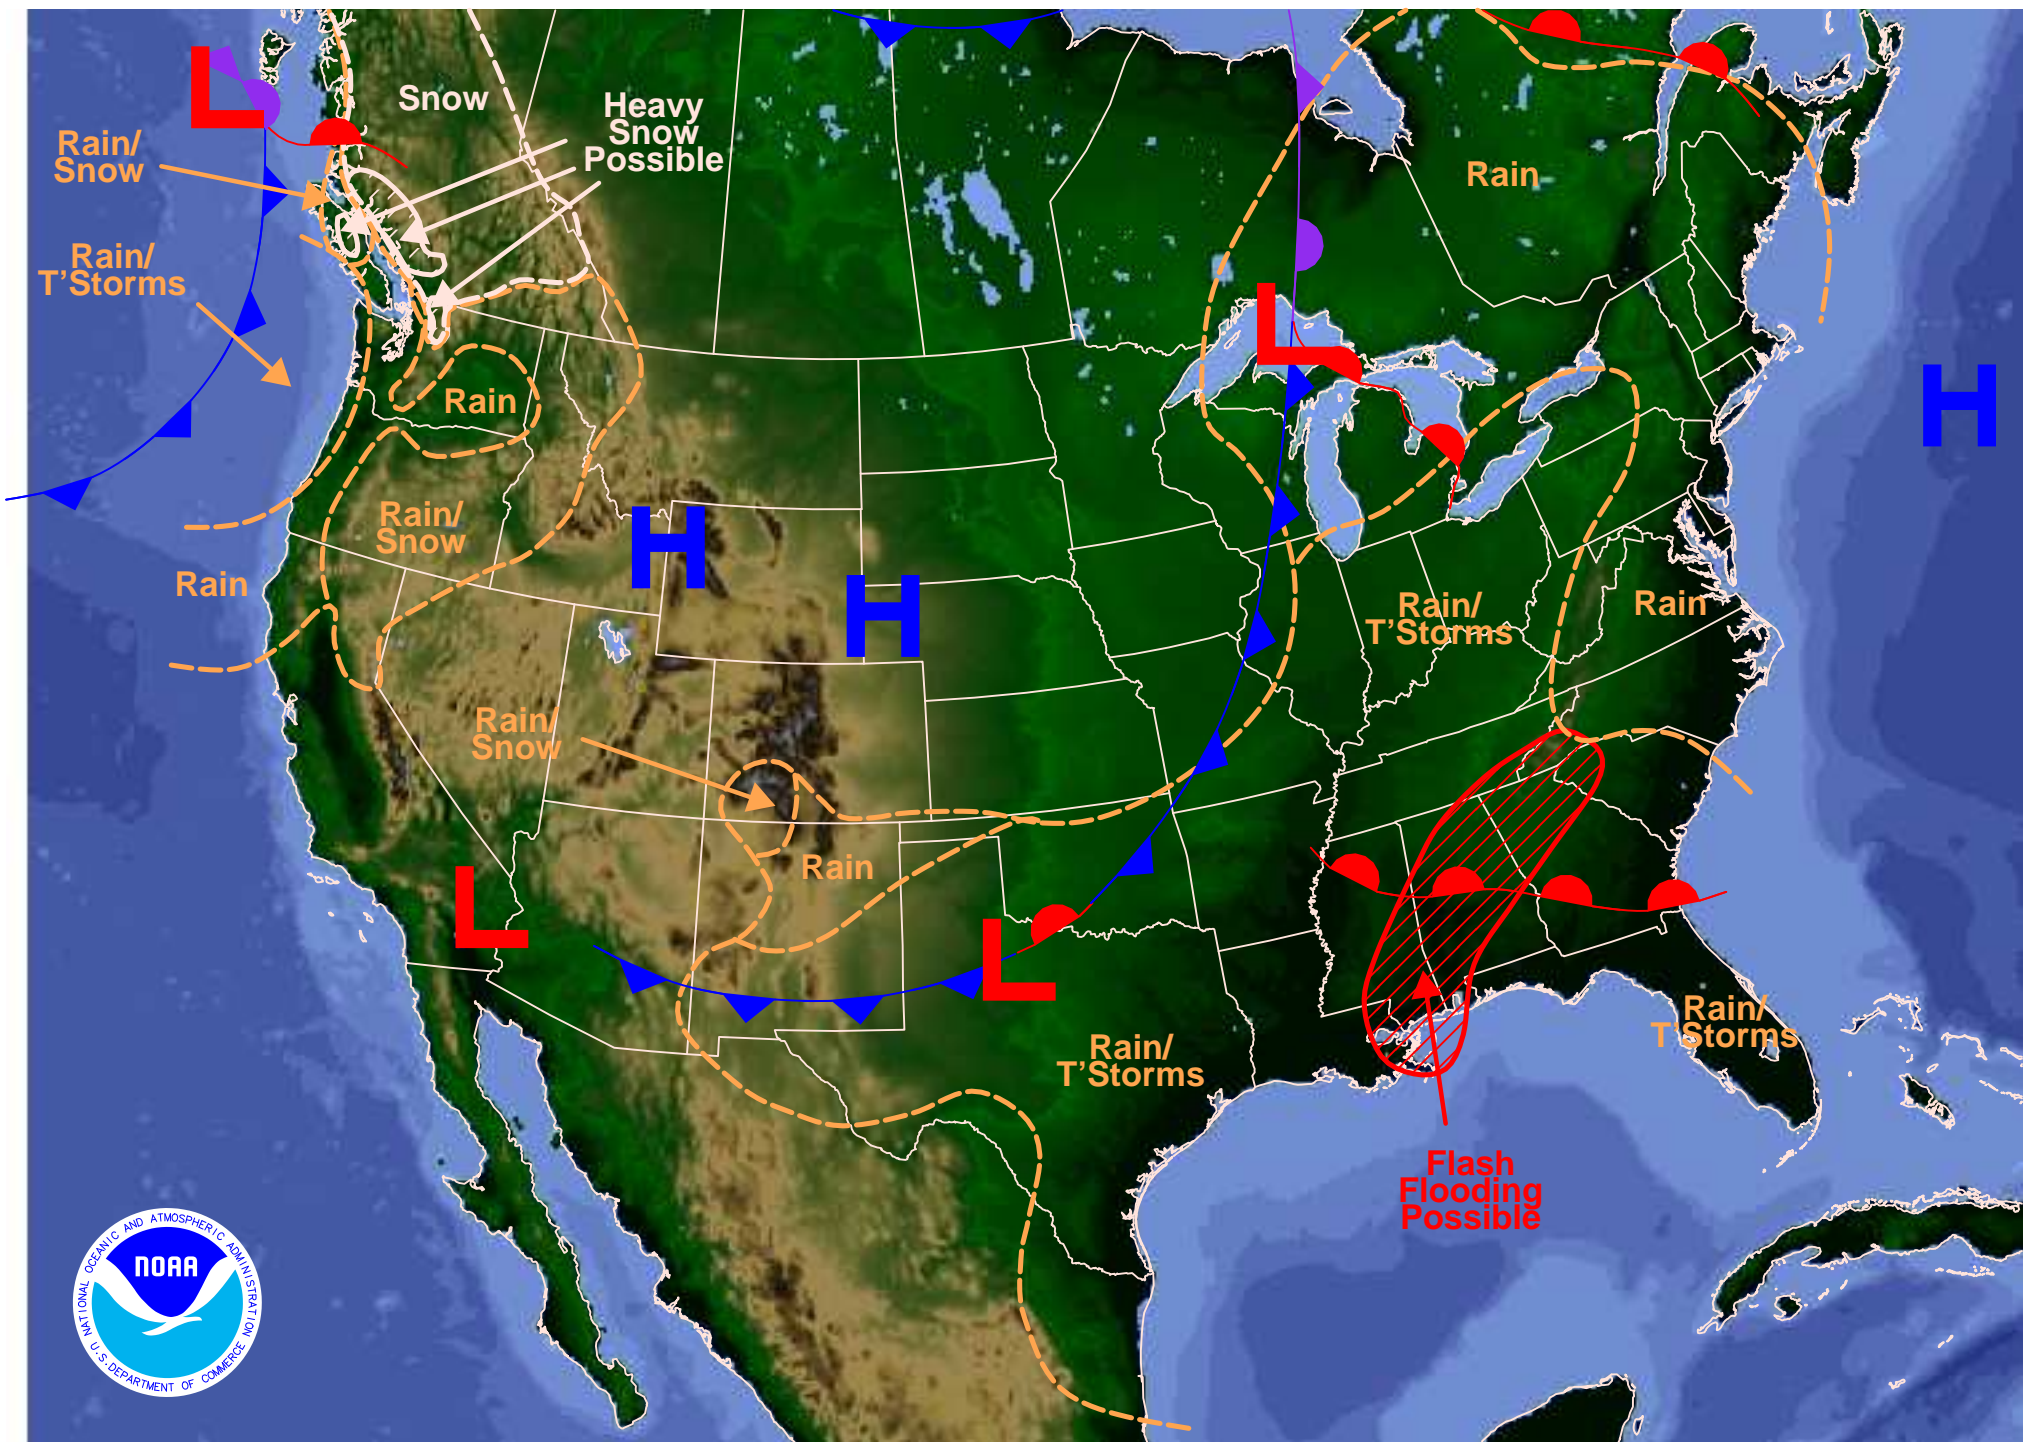 L
Snow
Heavy
Snow
Possible
Rain/
Snow
Rain
Rain/
T'Storms
L
H
Rain
Rain/
Snow
H
H
Rain
Rain/
T'Storms
Rain
Rain/
Snow
Rain
L
L
Rain/
T'Storms
Rain/
T'Storms
Flash
Flooding
Possible
NATIONAL OCEANIC AND ATMOSPHERIC ADMINISTRATION
NOAA
U.S. DEPARTMENT OF COMMERCE